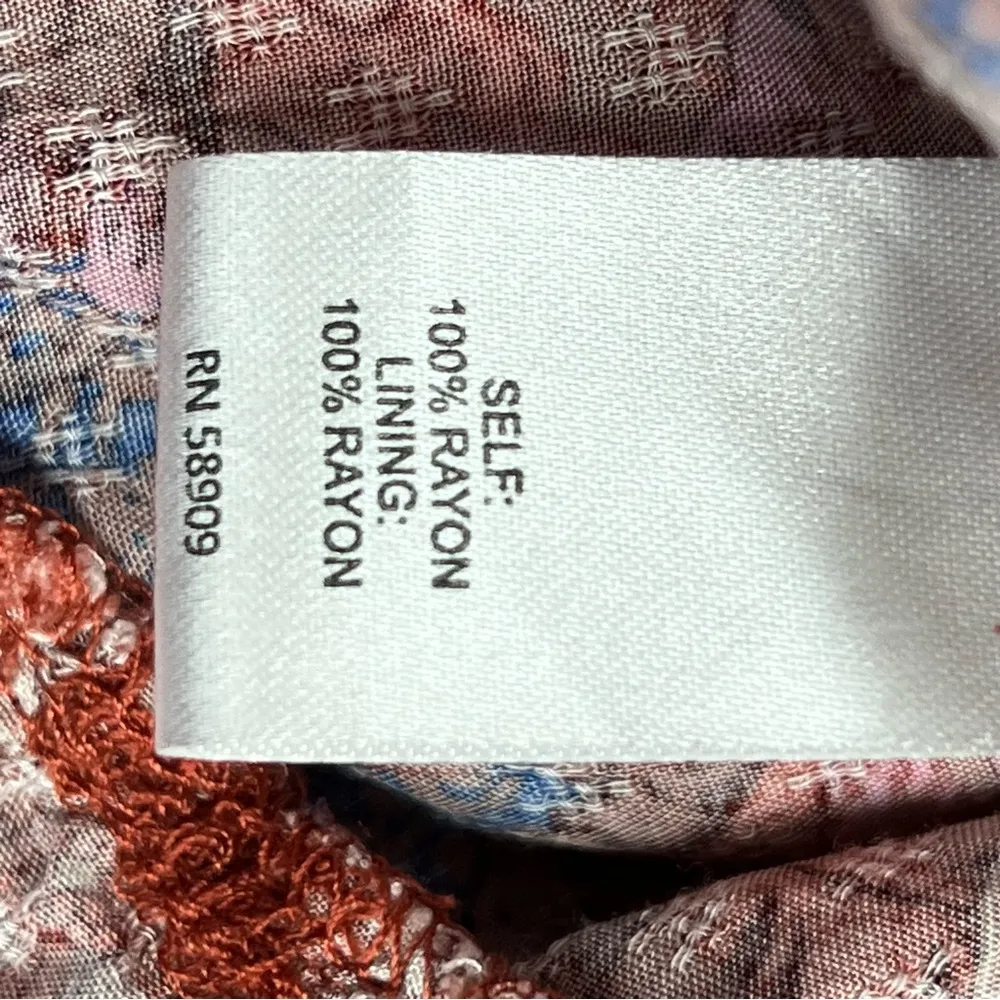 SELF:
100% RAYON
LINING:
100% RAYON
RN 58909